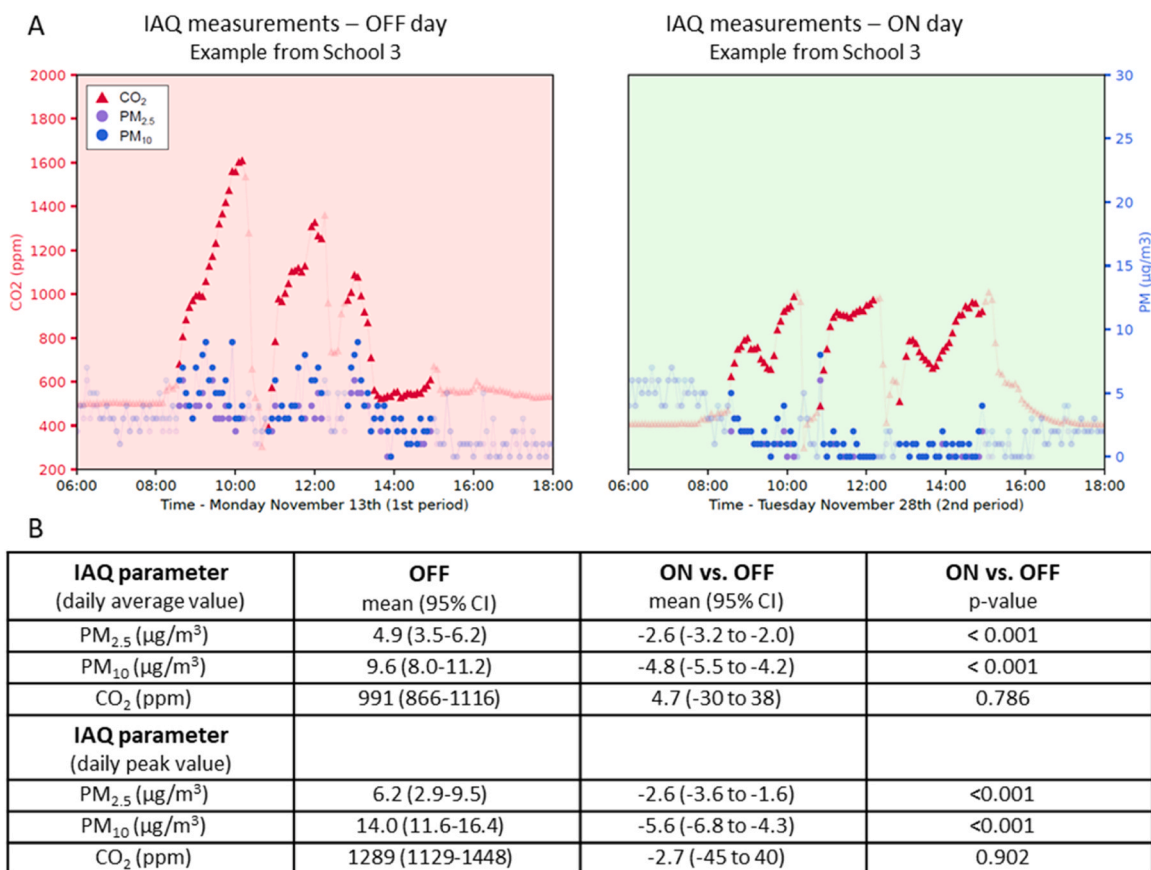 A
IAQ measurements – OFF day
Example from School 3
IAQ measurements – ON day
Example from School 3
CO2 (ppm)
2000
1800
1600
1400
1200
1000
800
600
400
200
CO₂
PM₂.₅
PM₁₀
06:00 08:00 10:00 12:00 14:00 16:00 18:00
Time - Monday November 13th (1st period)
06:00 08:00 10:00 12:00 14:00 16:00 18:00
Time - Tuesday November 28th (2nd period)
30
25
20
15
10
5
0
PM (μg/m3)
B
IAQ parameter OFF ON vs. OFF ON vs. OFF
(daily average value) mean (95% CI) mean (95% CI) p-value
PM₂.₅ (μg/m³) 4.9 (3.5-6.2) -2.6 (-3.2 to -2.0) < 0.001
PM₁₀ (μg/m³) 9.6 (8.0-11.2) -4.8 (-5.5 to -4.2) < 0.001
CO₂ (ppm) 991 (866-1116) 4.7 (-30 to 38) 0.786
IAQ parameter
(daily peak value)
PM₂.₅ (μg/m³) 6.2 (2.9-9.5) -2.6 (-3.6 to -1.6) <0.001
PM₁₀ (μg/m³) 14.0 (11.6-16.4) -5.6 (-6.8 to -4.3) <0.001
CO₂ (ppm) 1289 (1129-1448) -2.7 (-45 to 40) 0.902